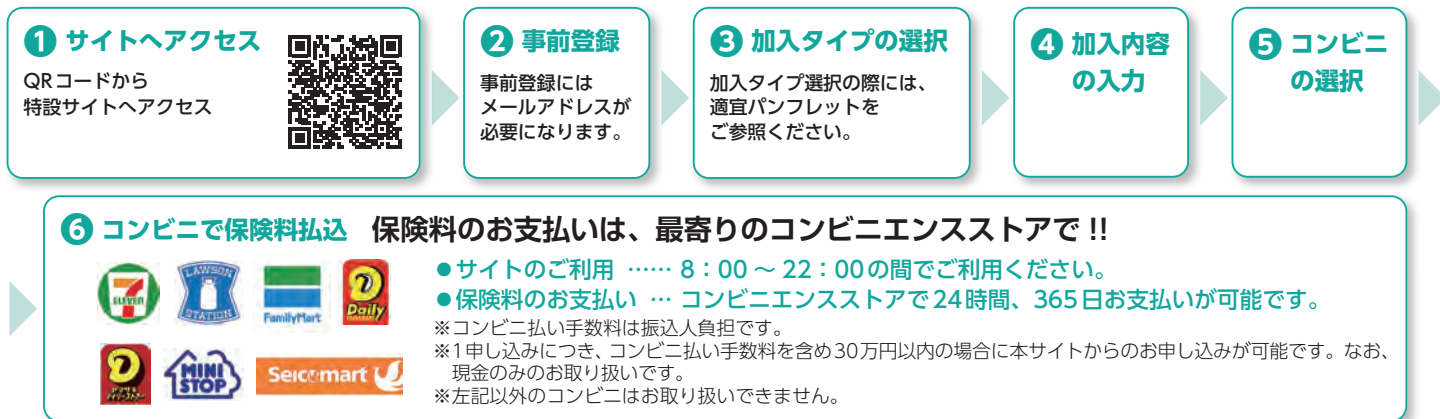 1 サイトへアクセス
QRコードから
特設サイトへアクセス
2 事前登録
事前登録には
メールアドレスが
必要になります。
3 加入タイプの選択
加入タイプ選択の際には、
適宜パンフレットを
ご参照ください。
4 加入内容
の入力
5 コンビニ
の選択
6 コンビニで保険料払込 保険料のお支払いは、最寄りのコンビニエンスストアで!!
7 ELEVEN
LAWSON
STATION
FamilyMart
Daily
MINI
STOP
Seicomart
●サイトのご利用 …… 8:00 ~ 22:00の間でご利用ください。
●保険料のお支払い … コンビニエンスストアで24時間、365日お支払いが可能です。
※コンビニ払い手数料は振込人負担です。
※1申し込みにつき、コンビニ払い手数料を含め30万円以内の場合に本サイトからのお申し込みが可能です。なお、
現金のみのお取り扱いです。
※左記以外のコンビニはお取り扱いできません。